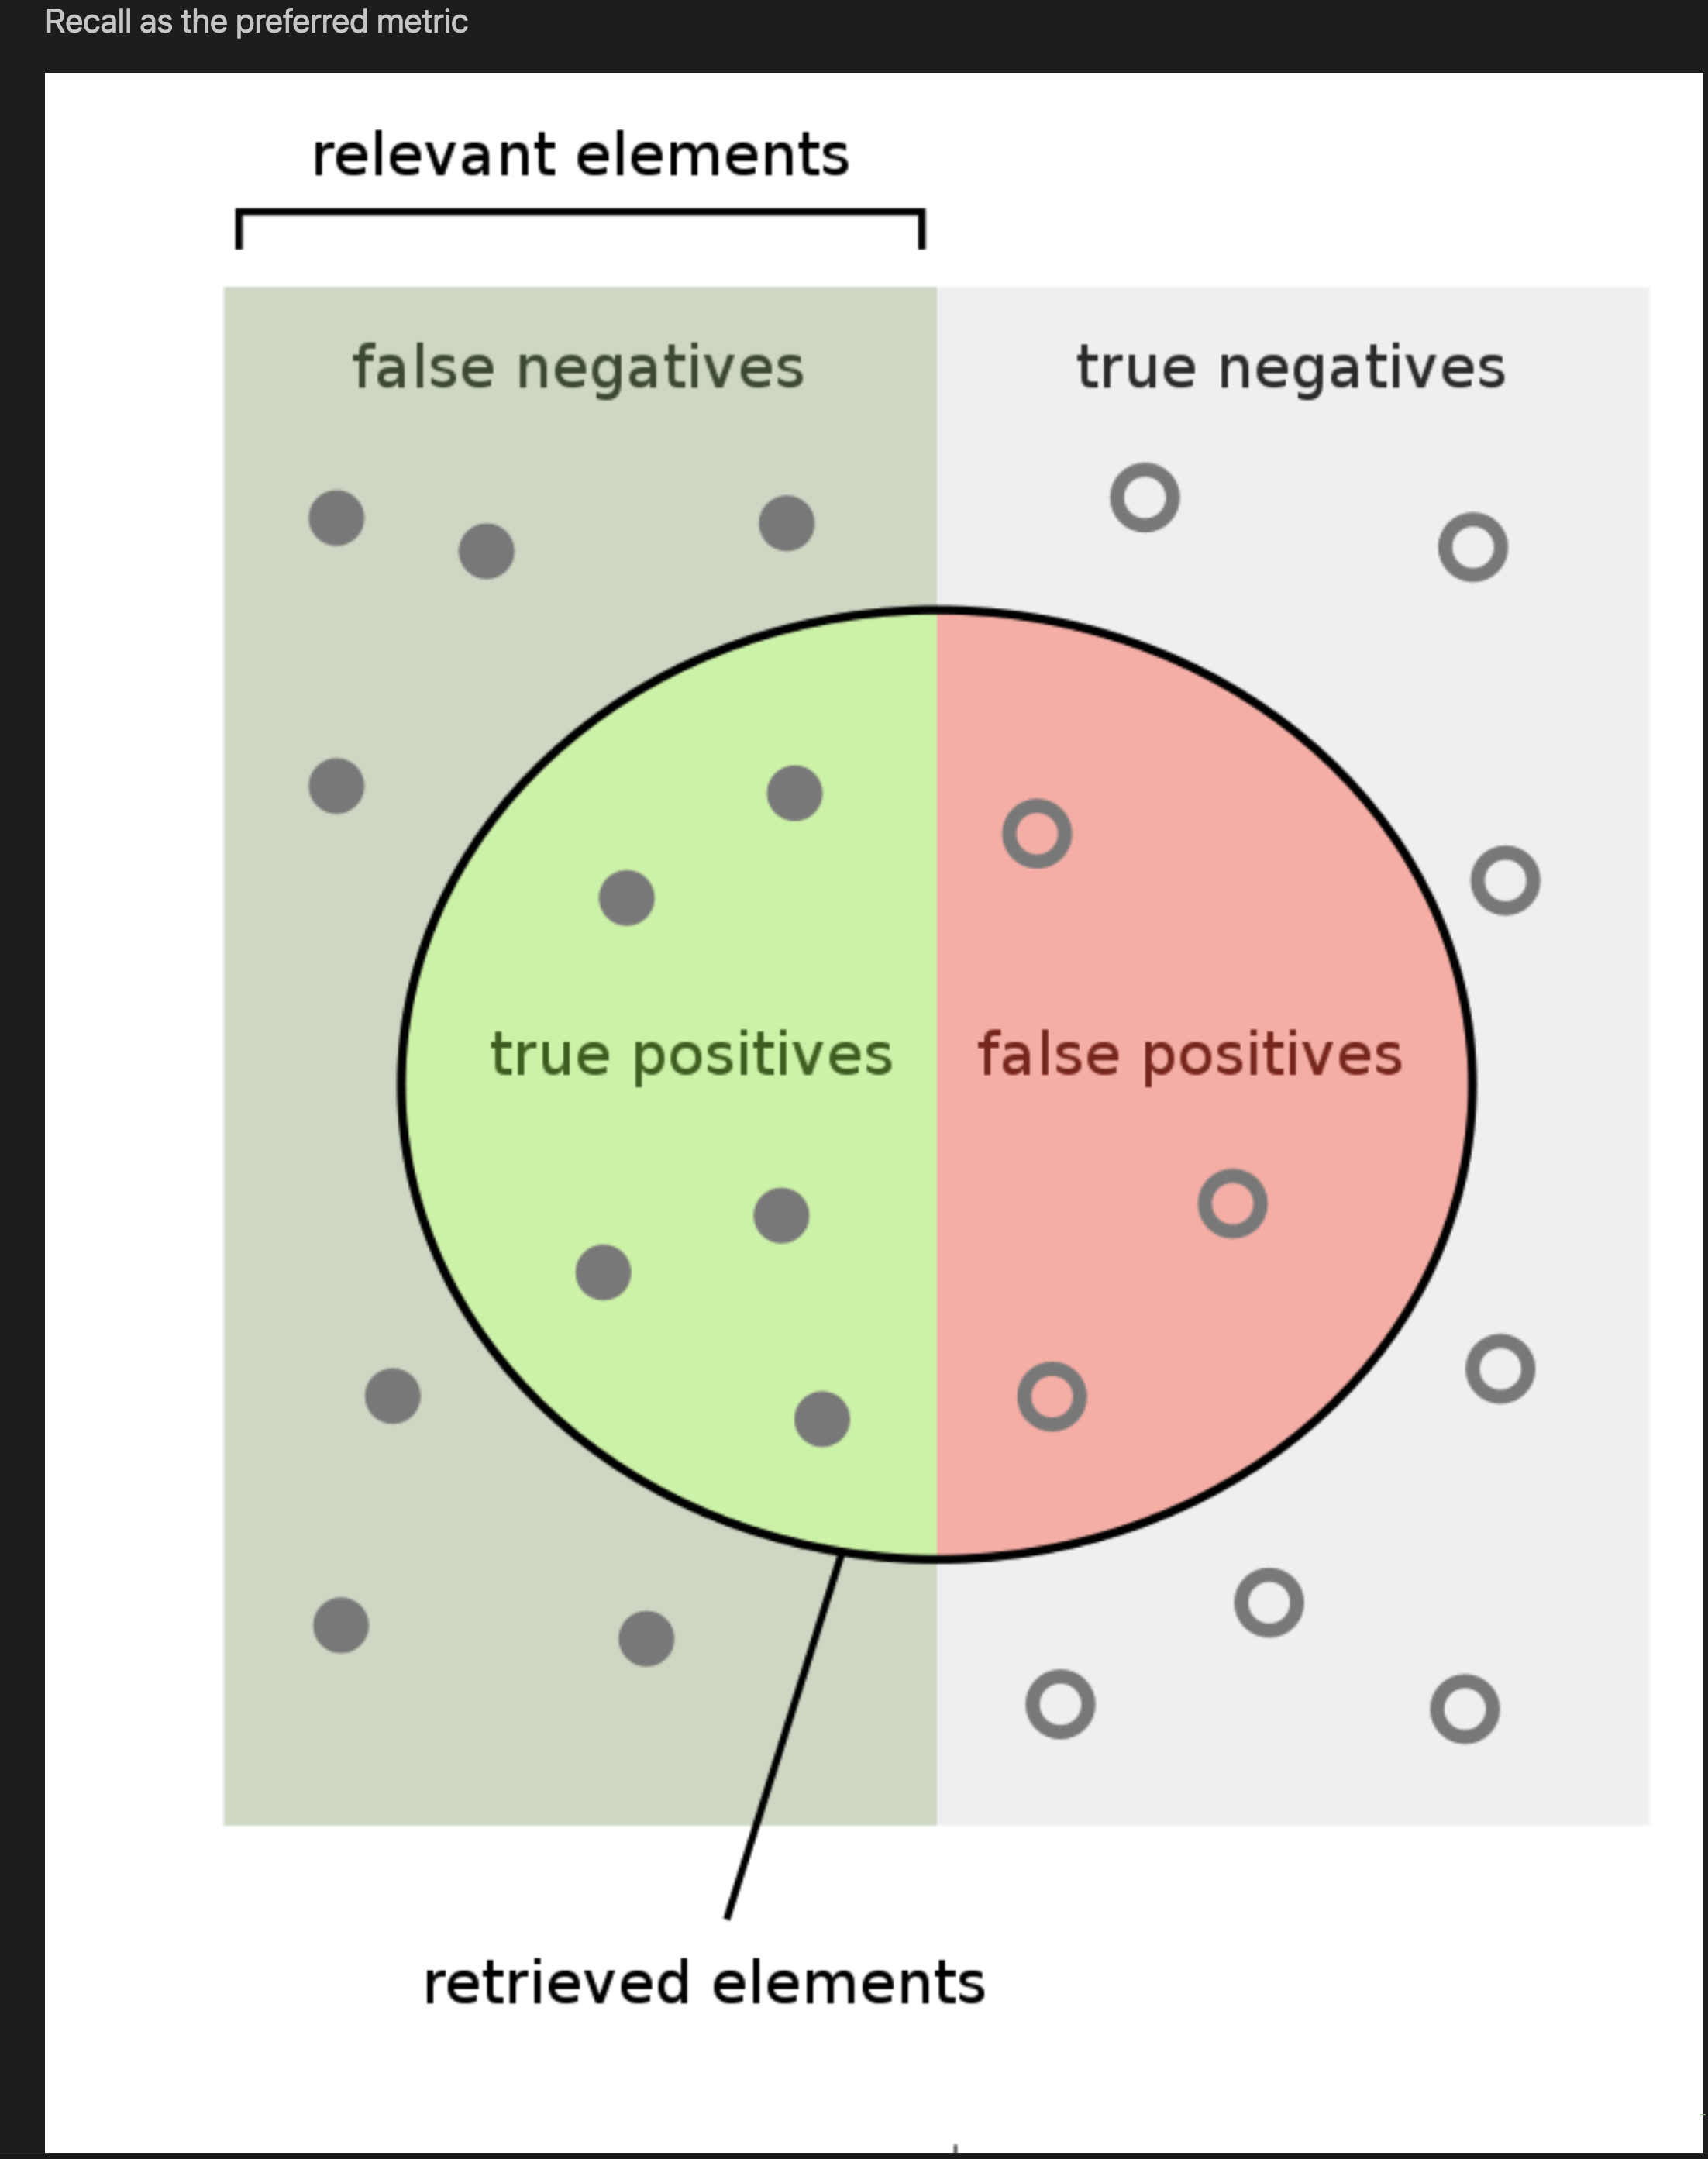 Recall as the preferred metric
relevant elements
false negatives
true negatives
true positives
false positives
retrieved elements